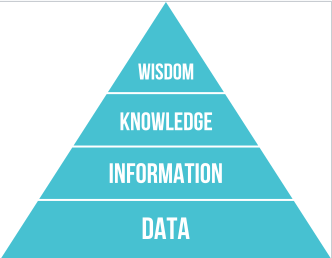 WISDOM
KNOWLEDGE
INFORMATION
DATA